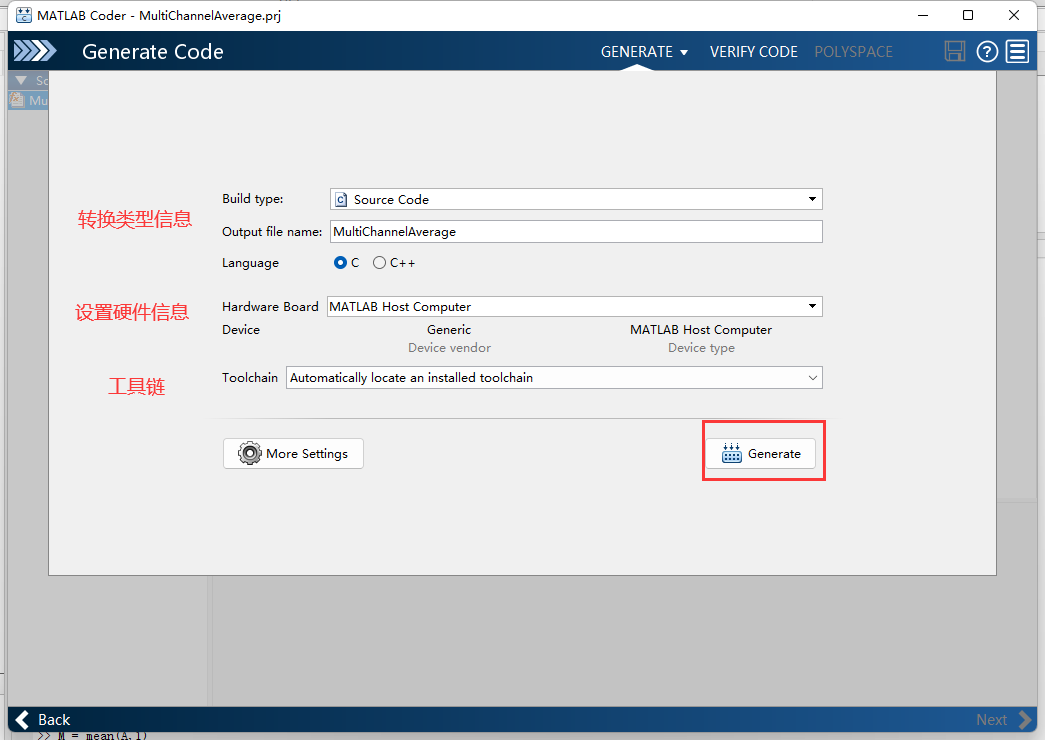 MATLAB Coder - MultiChannelAverage.prj
Generate Code
GENERATE
VERIFY CODE
POLYSPACE
Build type:
Source Code
转换类型信息
Output file name:
MultiChannelAverage
Language
C
C++
设置硬件信息
Hardware Board
MATLAB Host Computer
Device
Generic
MATLAB Host Computer
Device vendor
Device type
工具链
Toolchain
Automatically locate an installed toolchain
More Settings
Generate
Back
Next
>> M = mean(A,1)